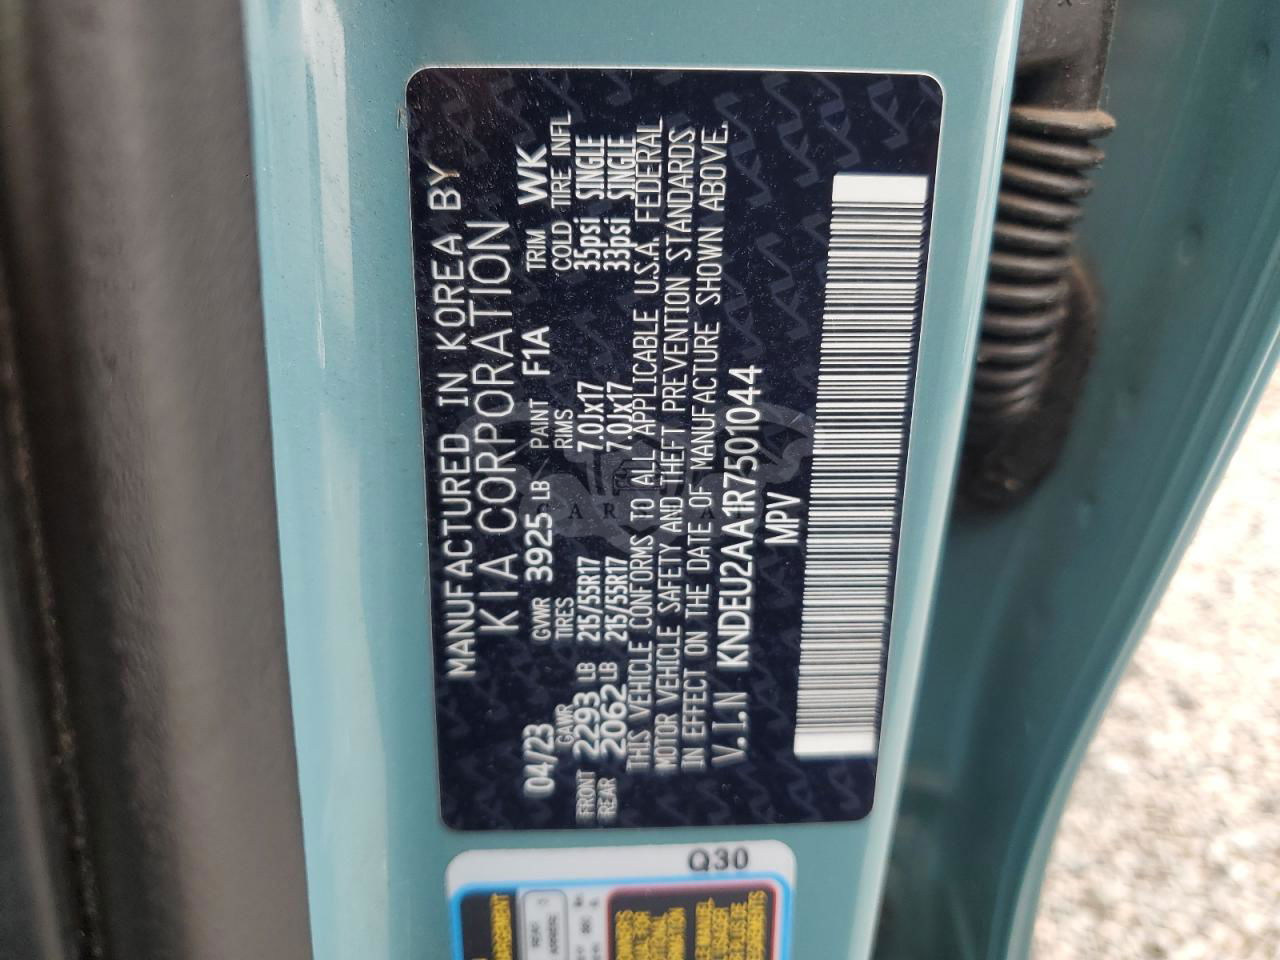 MANUFACTURED IN KOREA BY
KIA CORPORATION
04/23 GVWR 3925 LB PAINT F1A TRIM WK
GAWR TIRES RIMS COLD TIRE INFL
FRONT 2293 LB 215/55R17 7.0Jx17 35psi SINGLE
REAR 2062 LB 215/55R17 7.0Jx17 33psi SINGLE
THIS VEHICLE CONFORMS TO ALL APPLICABLE U.S.A. FEDERAL
MOTOR VEHICLE SAFETY AND THEFT PREVENTION STANDARDS
IN EFFECT ON THE DATE OF MANUFACTURE SHOWN ABOVE.
V.I.N KNDEU2AA1R7501044
MPV
Q30